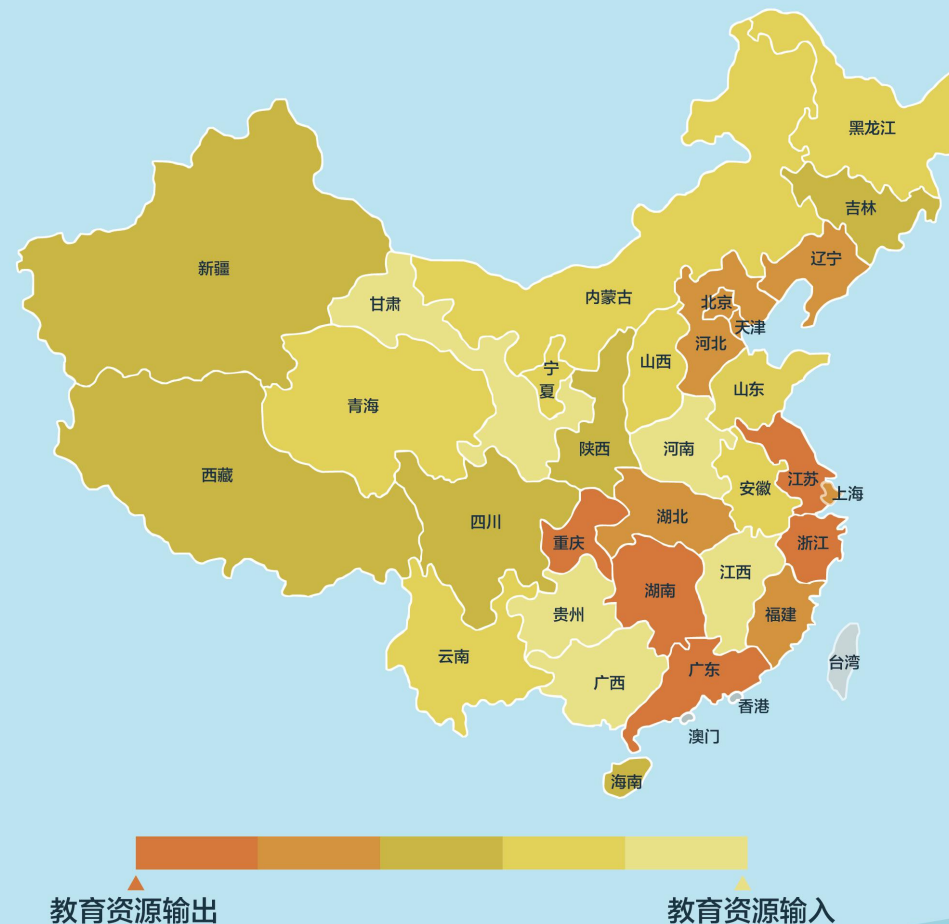 黑龙江
吉林
辽宁
新疆
内蒙古
甘肃
北京
天津
河北
山西
宁
夏
山东
青海
陕西
河南
西藏
江苏
安徽
上海
四川
湖北
重庆
浙江
江西
湖南
贵州
福建
云南
台湾
广东
广西
香港
澳门
海南
教育资源输出
教育资源输入